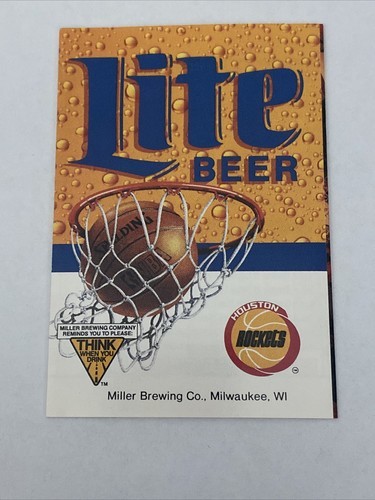 Lite
BEER
SPALDING
HOUSTON
ROCKETS
MILLER BREWING COMPANY
REMINDS YOU TO PLEASE:
THINK
WHEN YOU
DRINK
TM
Miller Brewing Co., Milwaukee, WI